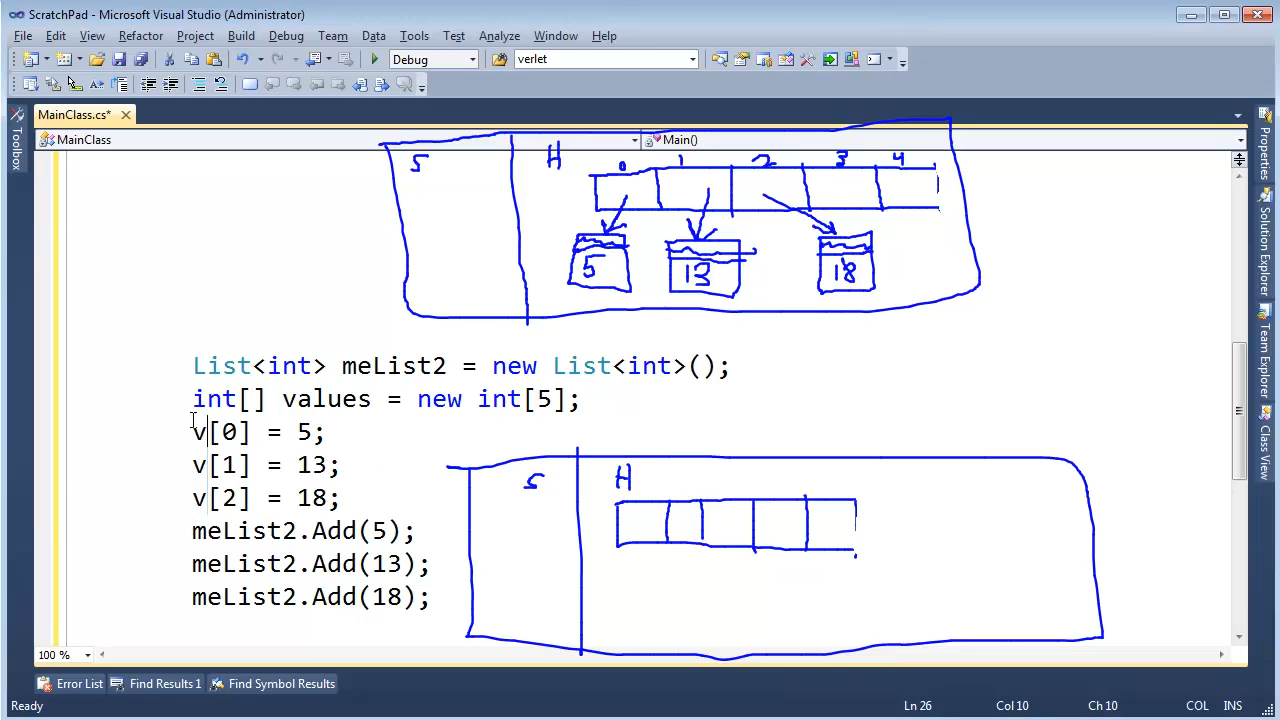 ScratchPad - Microsoft Visual Studio (Administrator)
File Edit View Refactor Project Build Debug Team Data Tools Test Analyze Window Help
Debug verlet
MainClass.cs*
MainClass Main()
Toolbox
Properties
Solution Explorer
Team Explorer
Class View
S H 0 1 2 3 4
5 13 18
List<int> meList2 = new List<int>();
int[] values = new int[5];
v[0] = 5;
v[1] = 13;
v[2] = 18;
S H
meList2.Add(5);
meList2.Add(13);
meList2.Add(18);
100 %
Error List Find Results 1 Find Symbol Results
Ready Ln 26 Col 10 Ch 10 COL INS